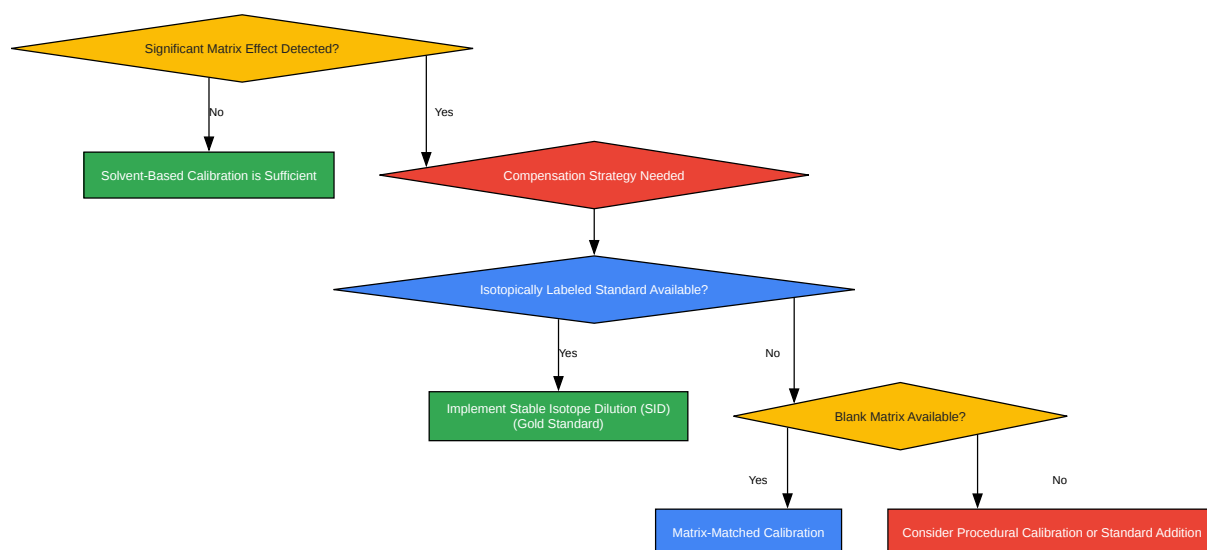 Significant Matrix Effect Detected?
No
Yes
Solvent-Based Calibration is Sufficient
Compensation Strategy Needed
Isotopically Labeled Standard Available?
Yes
No
Implement Stable Isotope Dilution (SID)
(Gold Standard)
Blank Matrix Available?
Yes
No
Matrix-Matched Calibration
Consider Procedural Calibration or Standard Addition